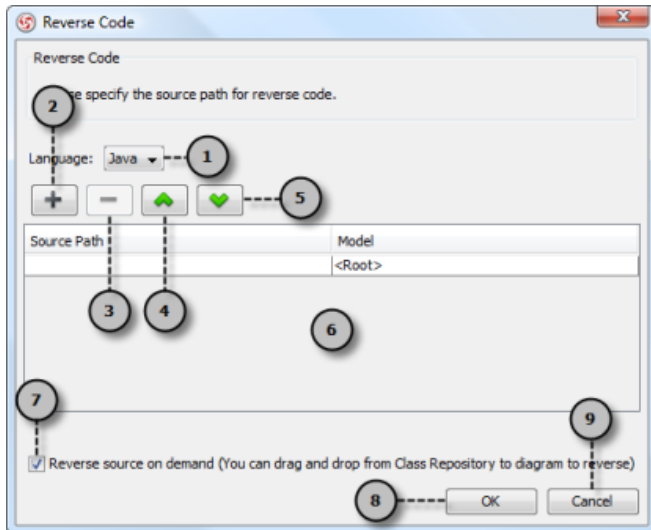 Reverse Code
Reverse Code
se specify the source path for reverse code.
2
Language: Java
1
5
Source Path Model
<Root>
3 4 6
7
9
Reverse source on demand (You can drag and drop from Class Repository to diagram to reverse)
8 OK Cancel